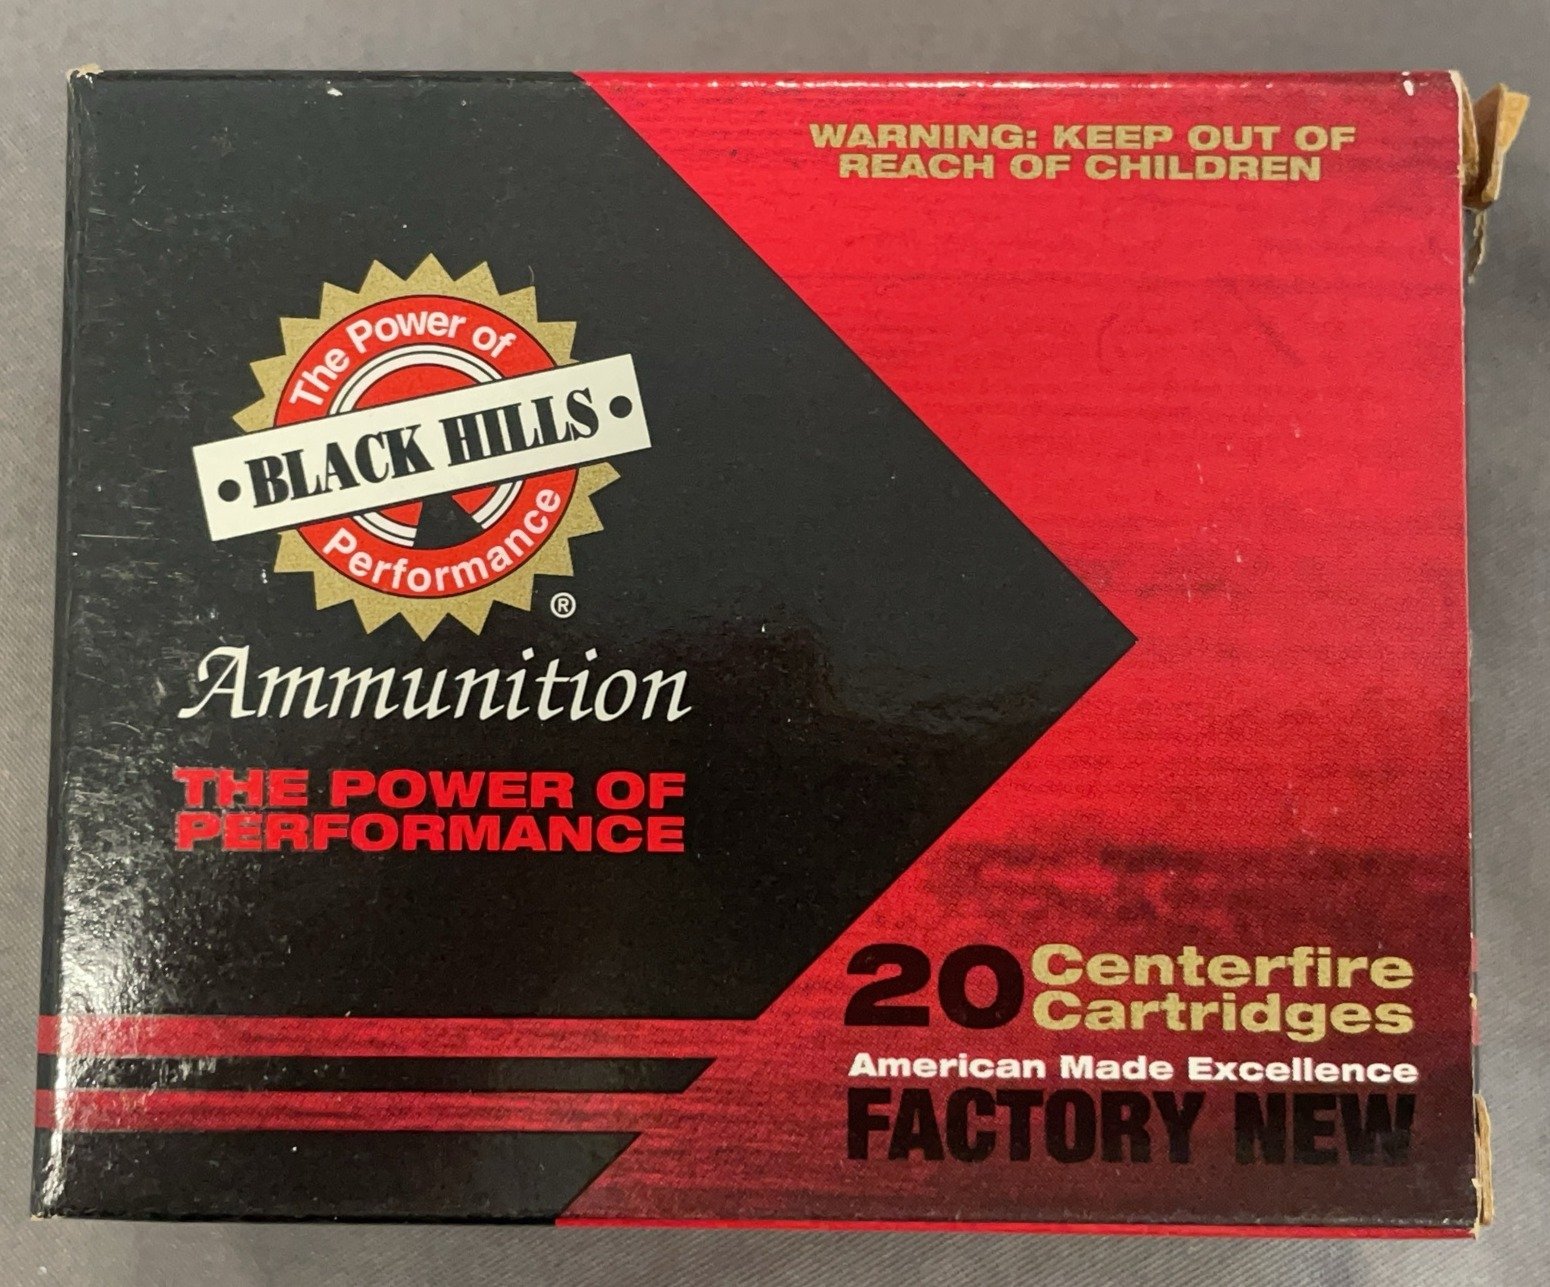 WARNING: KEEP OUT OF
REACH OF CHILDREN
The Power of
• BLACK HILLS •
Performance
®
Ammunition
THE POWER OF
PERFORMANCE
20 Centerfire
Cartridges
American Made Excellence
FACTORY NEW